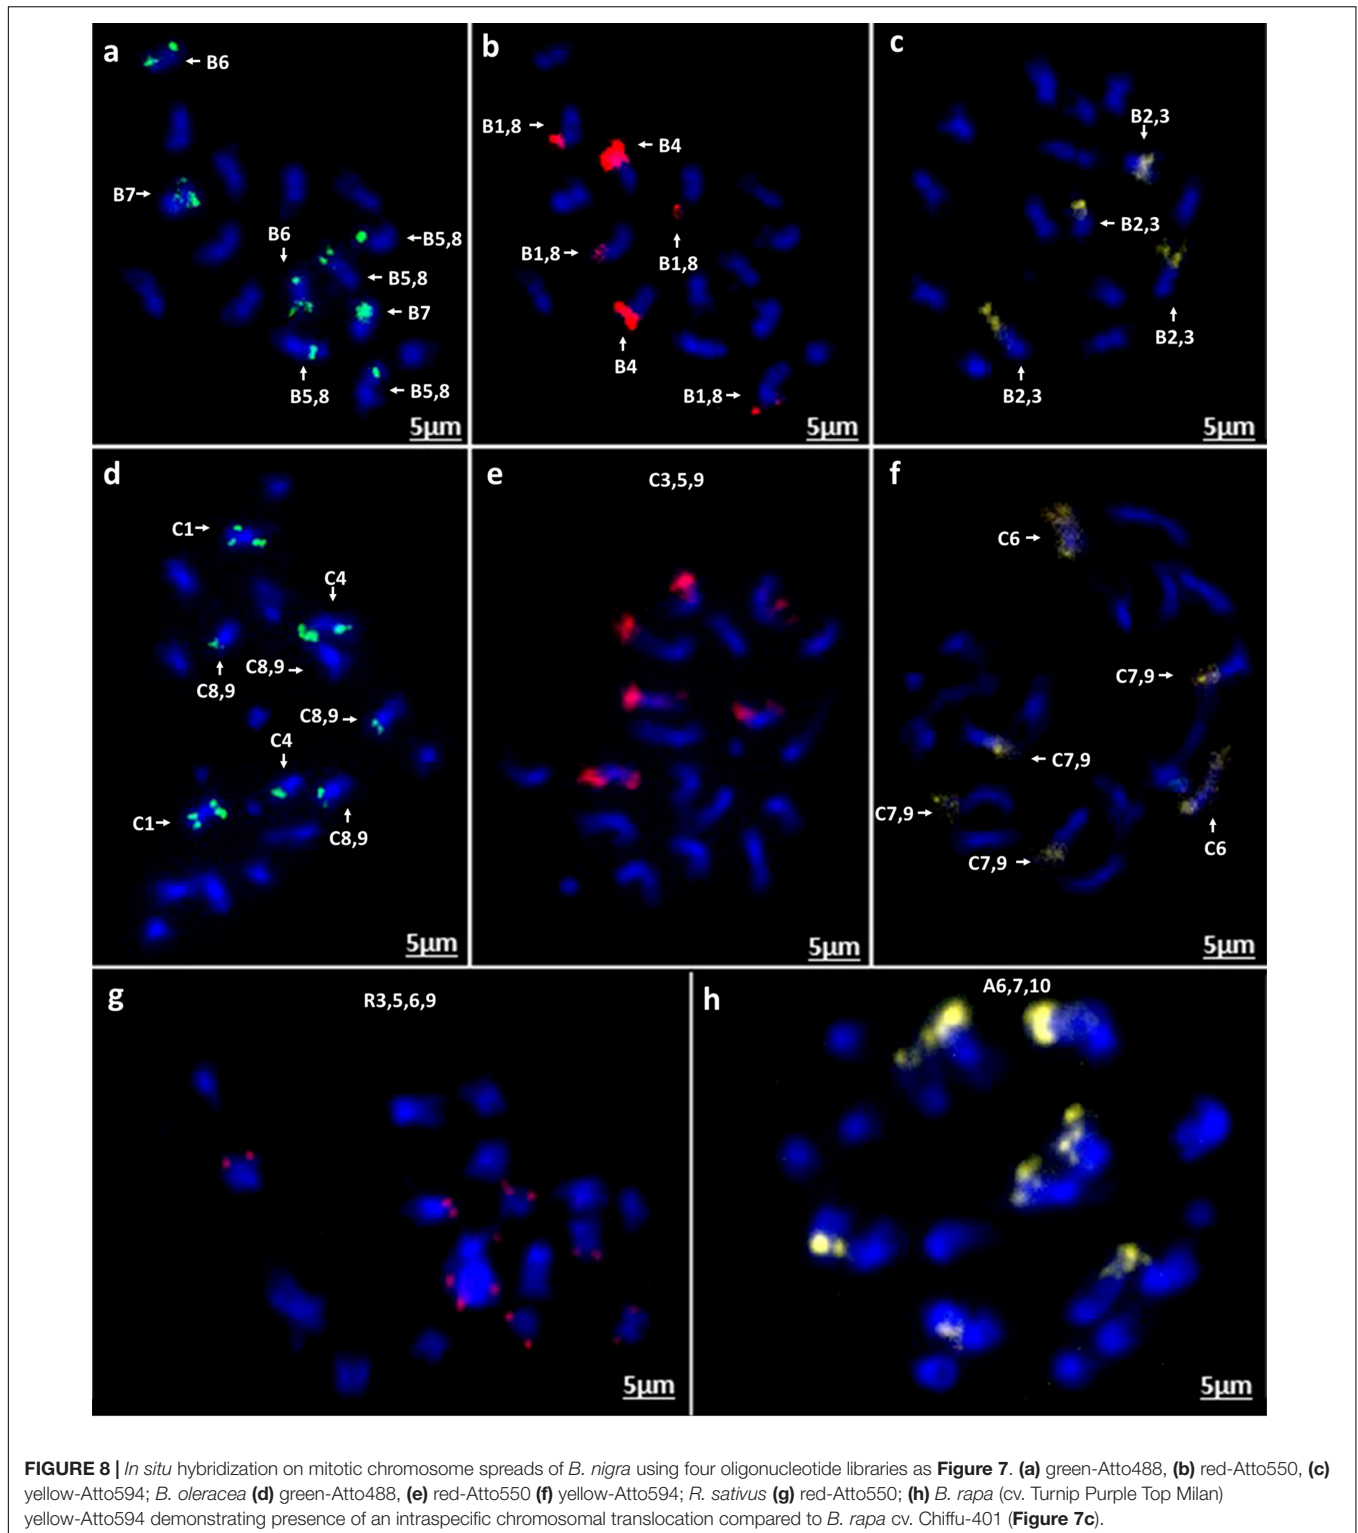 a
B6
B7
B6
B5,8
B5,8
B7
B5,8
B5,8
5µm
b
B1,8
B4
B1,8
B1,8
B4
B1,8
5µm
c
B2,3
B2,3
B2,3
B2,3
5µm
d
C1
C4
C8,9
C8,9
C8,9
C4
C1
C8,9
5µm
e
C3,5,9
5µm
f
C6
C7,9
C7,9
C7,9
C7,9
C6
5µm
g
R3,5,6,9
5µm
h
A6,7,10
5µm
FIGURE 8 | In situ hybridization on mitotic chromosome spreads of B. nigra using four oligonucleotide libraries as Figure 7. (a) green-Atto488, (b) red-Atto550, (c)
yellow-Atto594; B. oleracea (d) green-Atto488, (e) red-Atto550 (f) yellow-Atto594; R. sativus (g) red-Atto550; (h) B. rapa (cv. Turnip Purple Top Milan)
yellow-Atto594 demonstrating presence of an intraspecific chromosomal translocation compared to B. rapa cv. Chiffu-401 (Figure 7c).